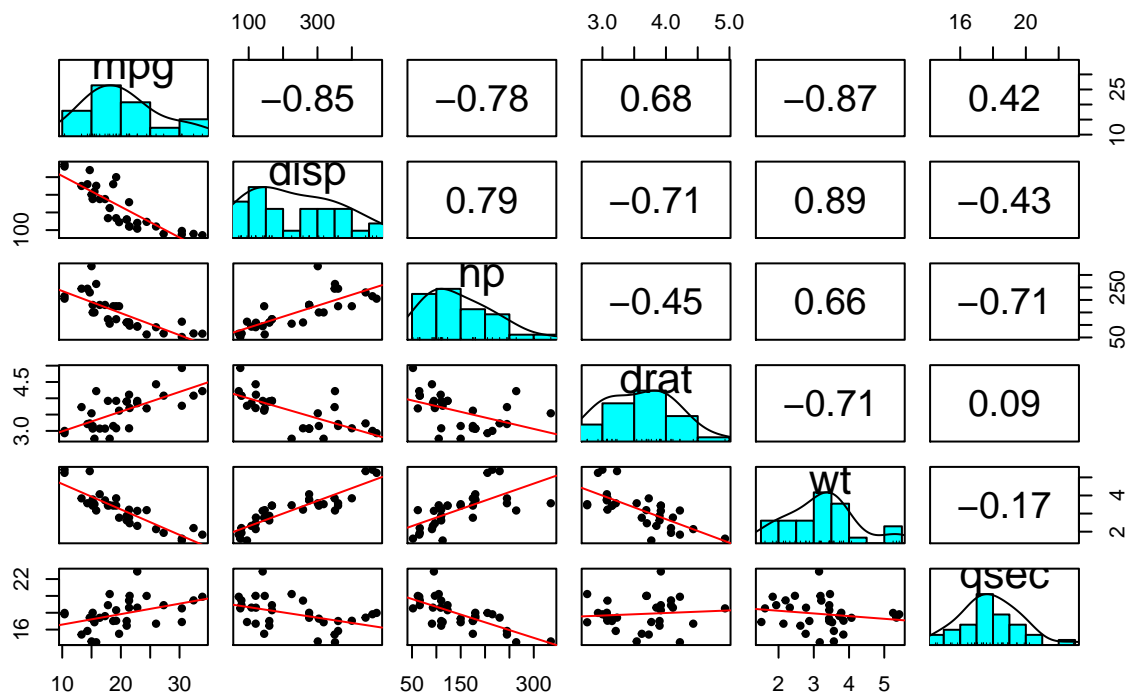 100 300 3.0 4.0 5.0 16 20
mpg −0.85 −0.78 0.68 −0.87 0.42 10 25
100 disp 0.79 −0.71 0.89 −0.43
hp −0.45 0.66 −0.71 50 250
3.0 4.5 drat −0.71 0.09
wt −0.17 2 4
16 22 qsec
10 20 30 50 150 300 1 2 3 4 5